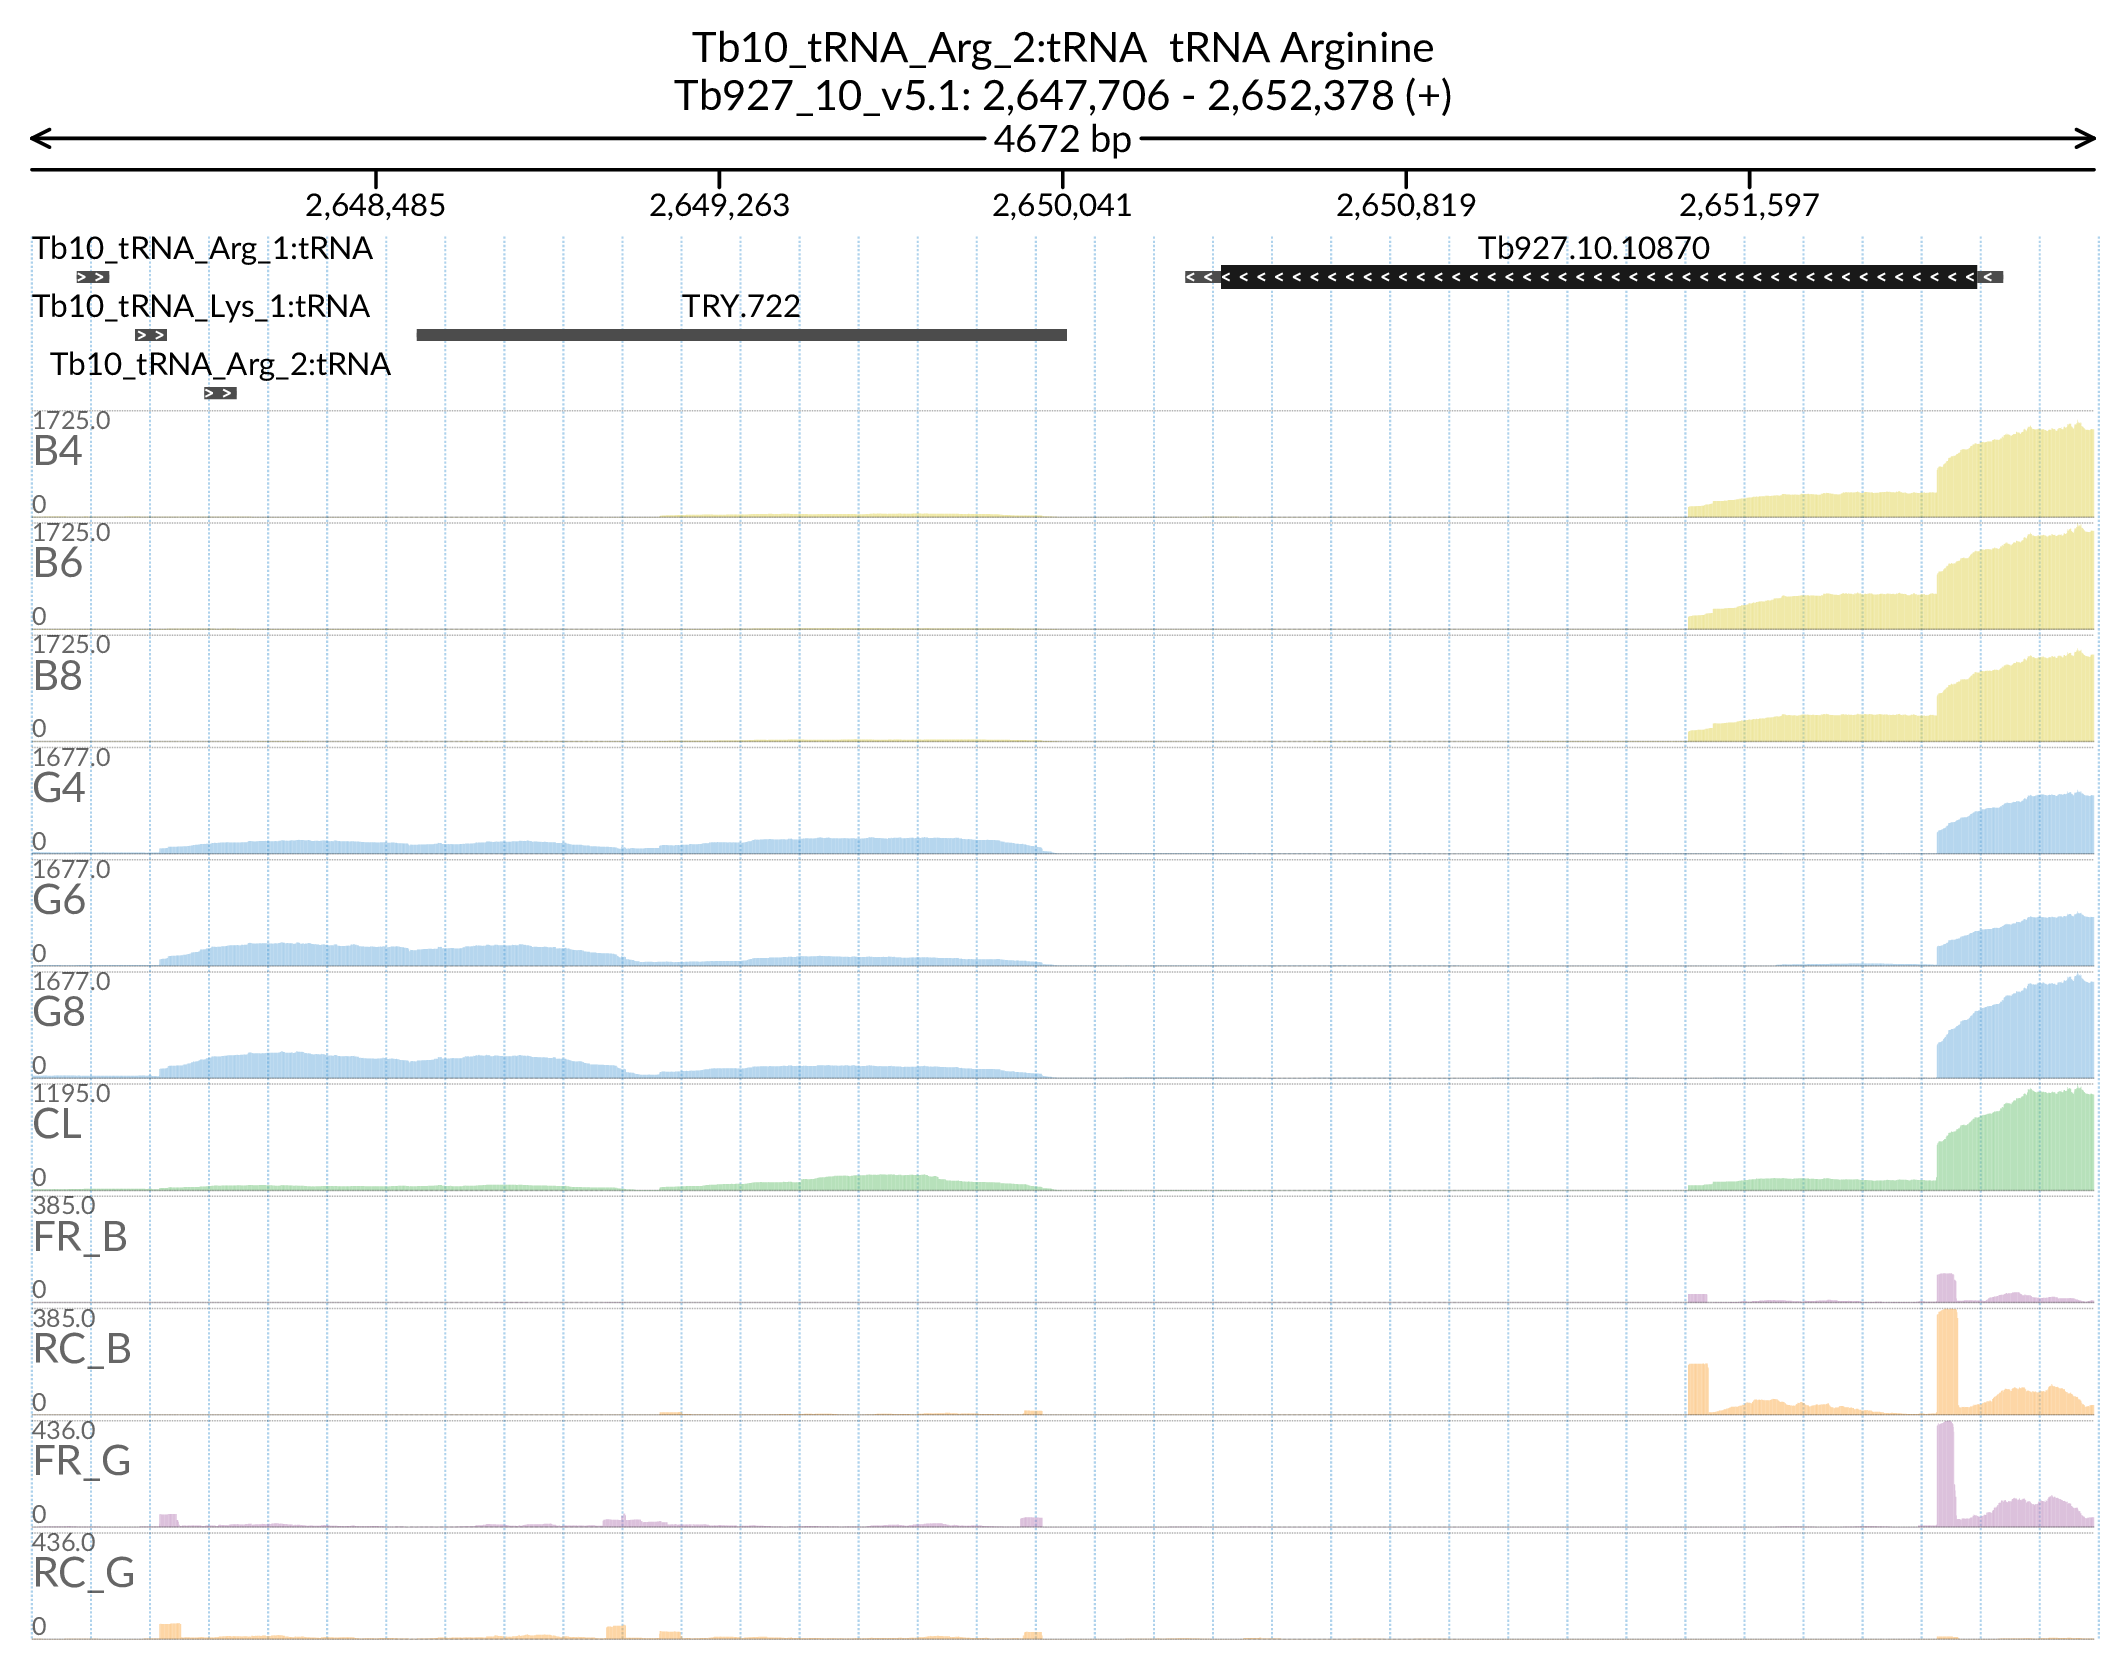 Tb10_tRNA_Arg_2:tRNA  tRNA Arginine
Tb927_10_v5.1: 2,647,706 - 2,652,378 (+)
4672 bp
2,648,485 2,649,263 2,650,041 2,650,819 2,651,597
Tb10_tRNA_Arg_1:tRNA Tb927.10.10870
Tb10_tRNA_Lys_1:tRNA TRY.722
Tb10_tRNA_Arg_2:tRNA
1725.0
B4
0
1725.0
B6
0
1725.0
B8
0
1677.0
G4
0
1677.0
G6
0
1677.0
G8
0
1195.0
CL
0
385.0
FR_B
0
385.0
RC_B
0
436.0
FR_G
0
436.0
RC_G
0